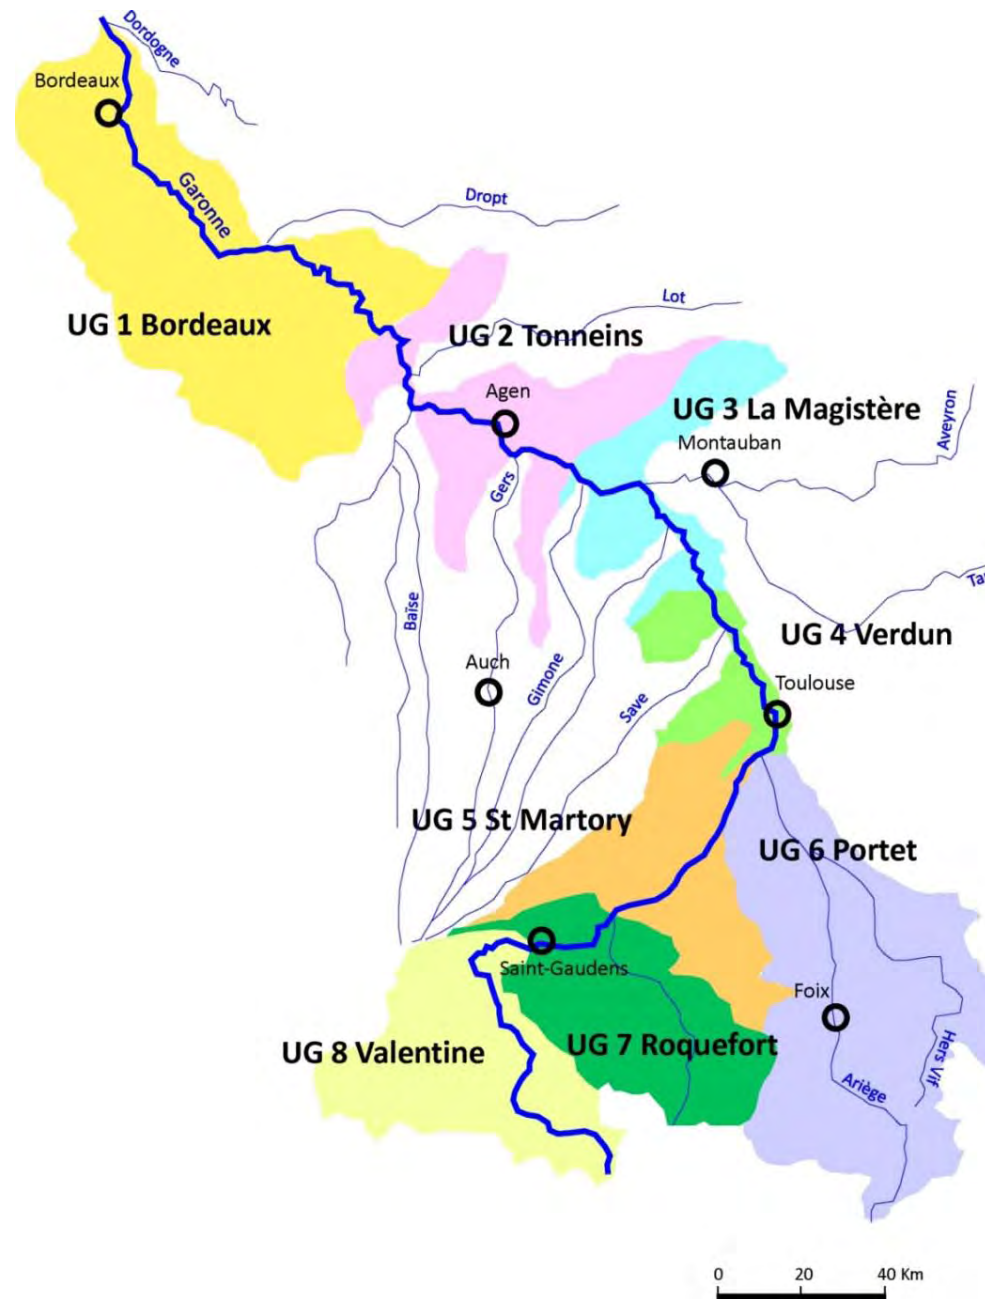 Dordogne
Bordeaux
Garonne
Dropt
Lot
UG 1 Bordeaux
UG 2 Tonneins
Agen
UG 3 La Magistère
Montauban
Aveyron
Gers
Ta
Baïse
UG 4 Verdun
Auch
Gimone
Toulouse
Save
UG 5 St Martory
UG 6 Portet
Saint-Gaudens
Foix
UG 8 Valentine
UG 7 Roquefort
Hers Vif
Ariège
0 20 40 Km